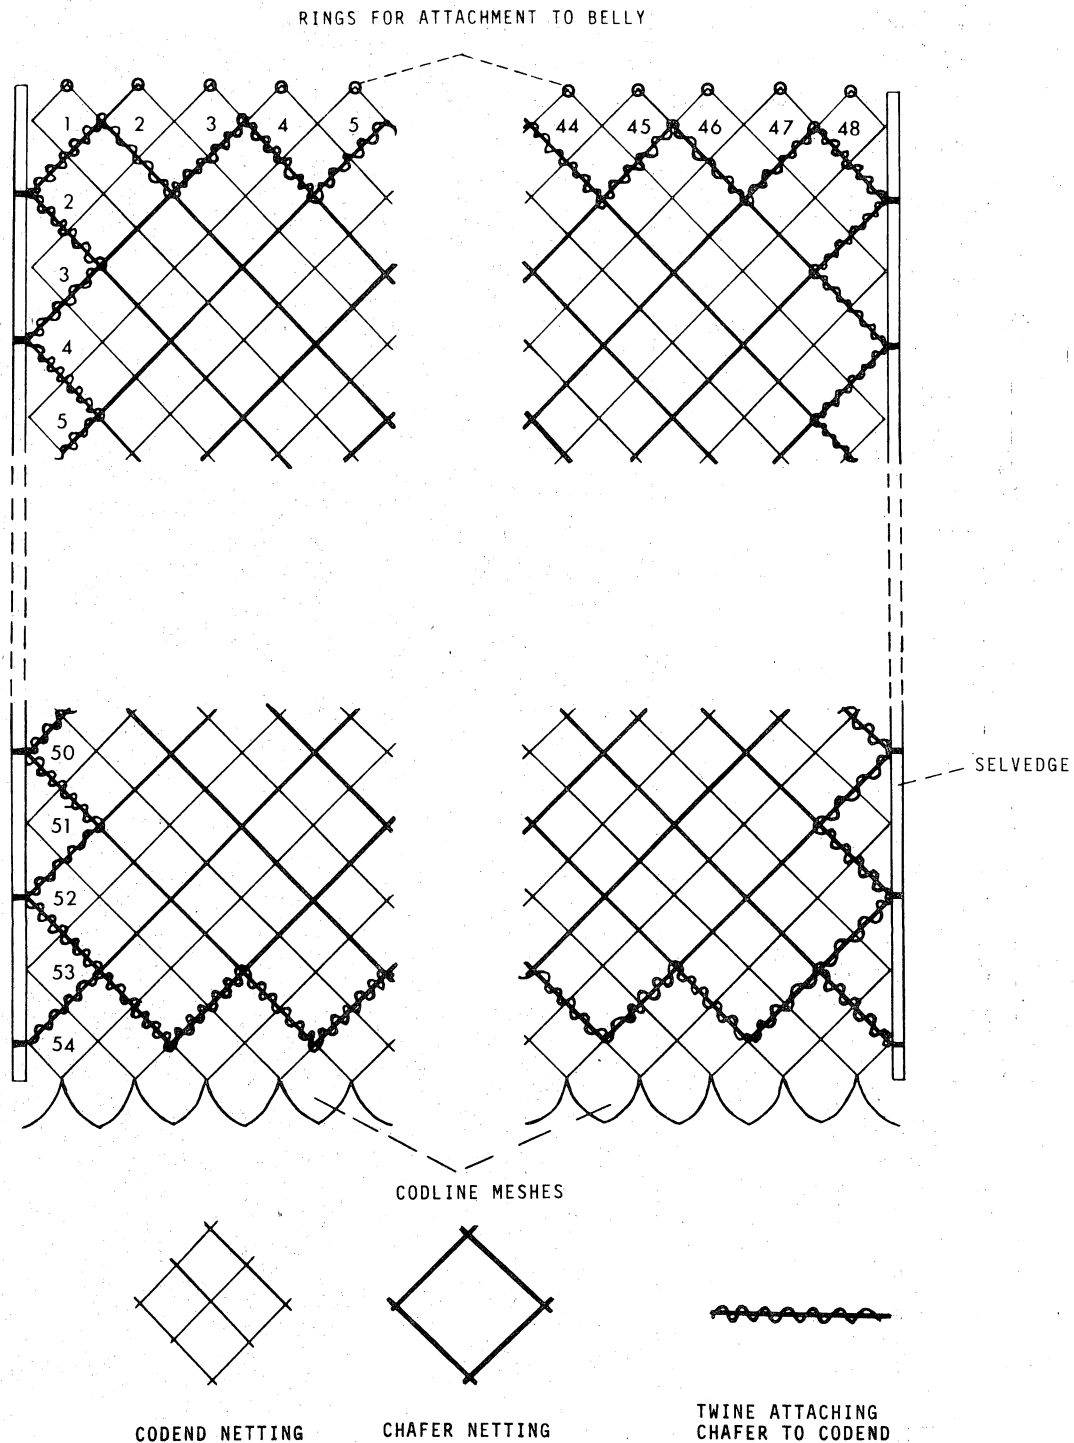 RINGS FOR ATTACHMENT TO BELLY
1 2 3 4 5 44 45 46 47 48
2
3
4
5
50
SELVEDGE
51
52
53
54
CODLINE MESHES
CODEND NETTING
CHAFER NETTING
TWINE ATTACHING
CHAFER TO CODEND